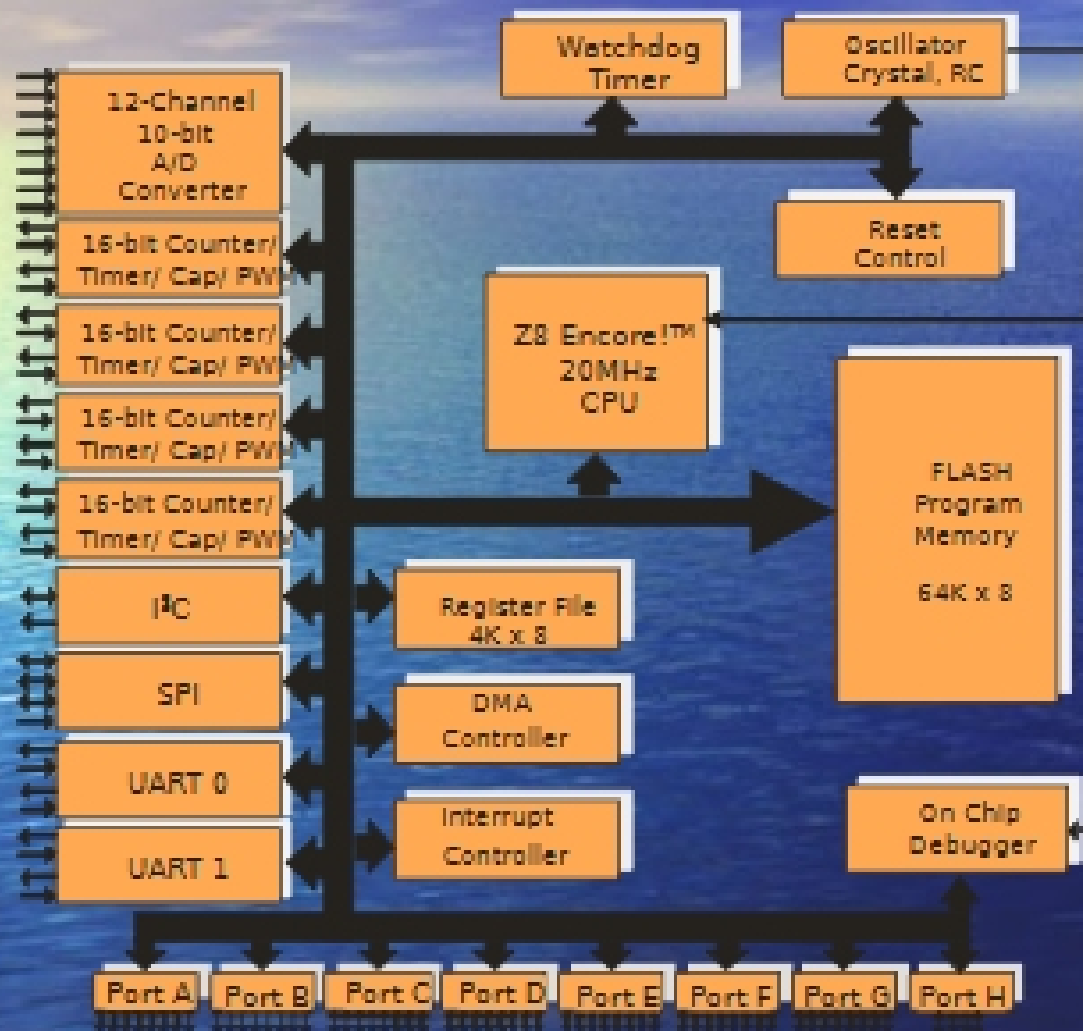 Watchdog
Timer
Oscillator
Crystal, RC
12-Channel
10-bit
A/D
Converter
Reset
Control
16-bit Counter/
Timer/ Cap/ PWM
16-bit Counter/
Timer/ Cap/ PWM
16-bit Counter/
Timer/ Cap/ PWM
16-bit Counter/
Timer/ Cap/ PWM
Z8 Encore!™
20MHz
CPU
FLASH
Program
Memory
64K x 8
I²C
Register File
4K x 8
SPI
DMA
Controller
UART 0
Interrupt
Controller
On Chip
Debugger
UART 1
Port A
Port B
Port C
Port D
Port E
Port F
Port G
Port H